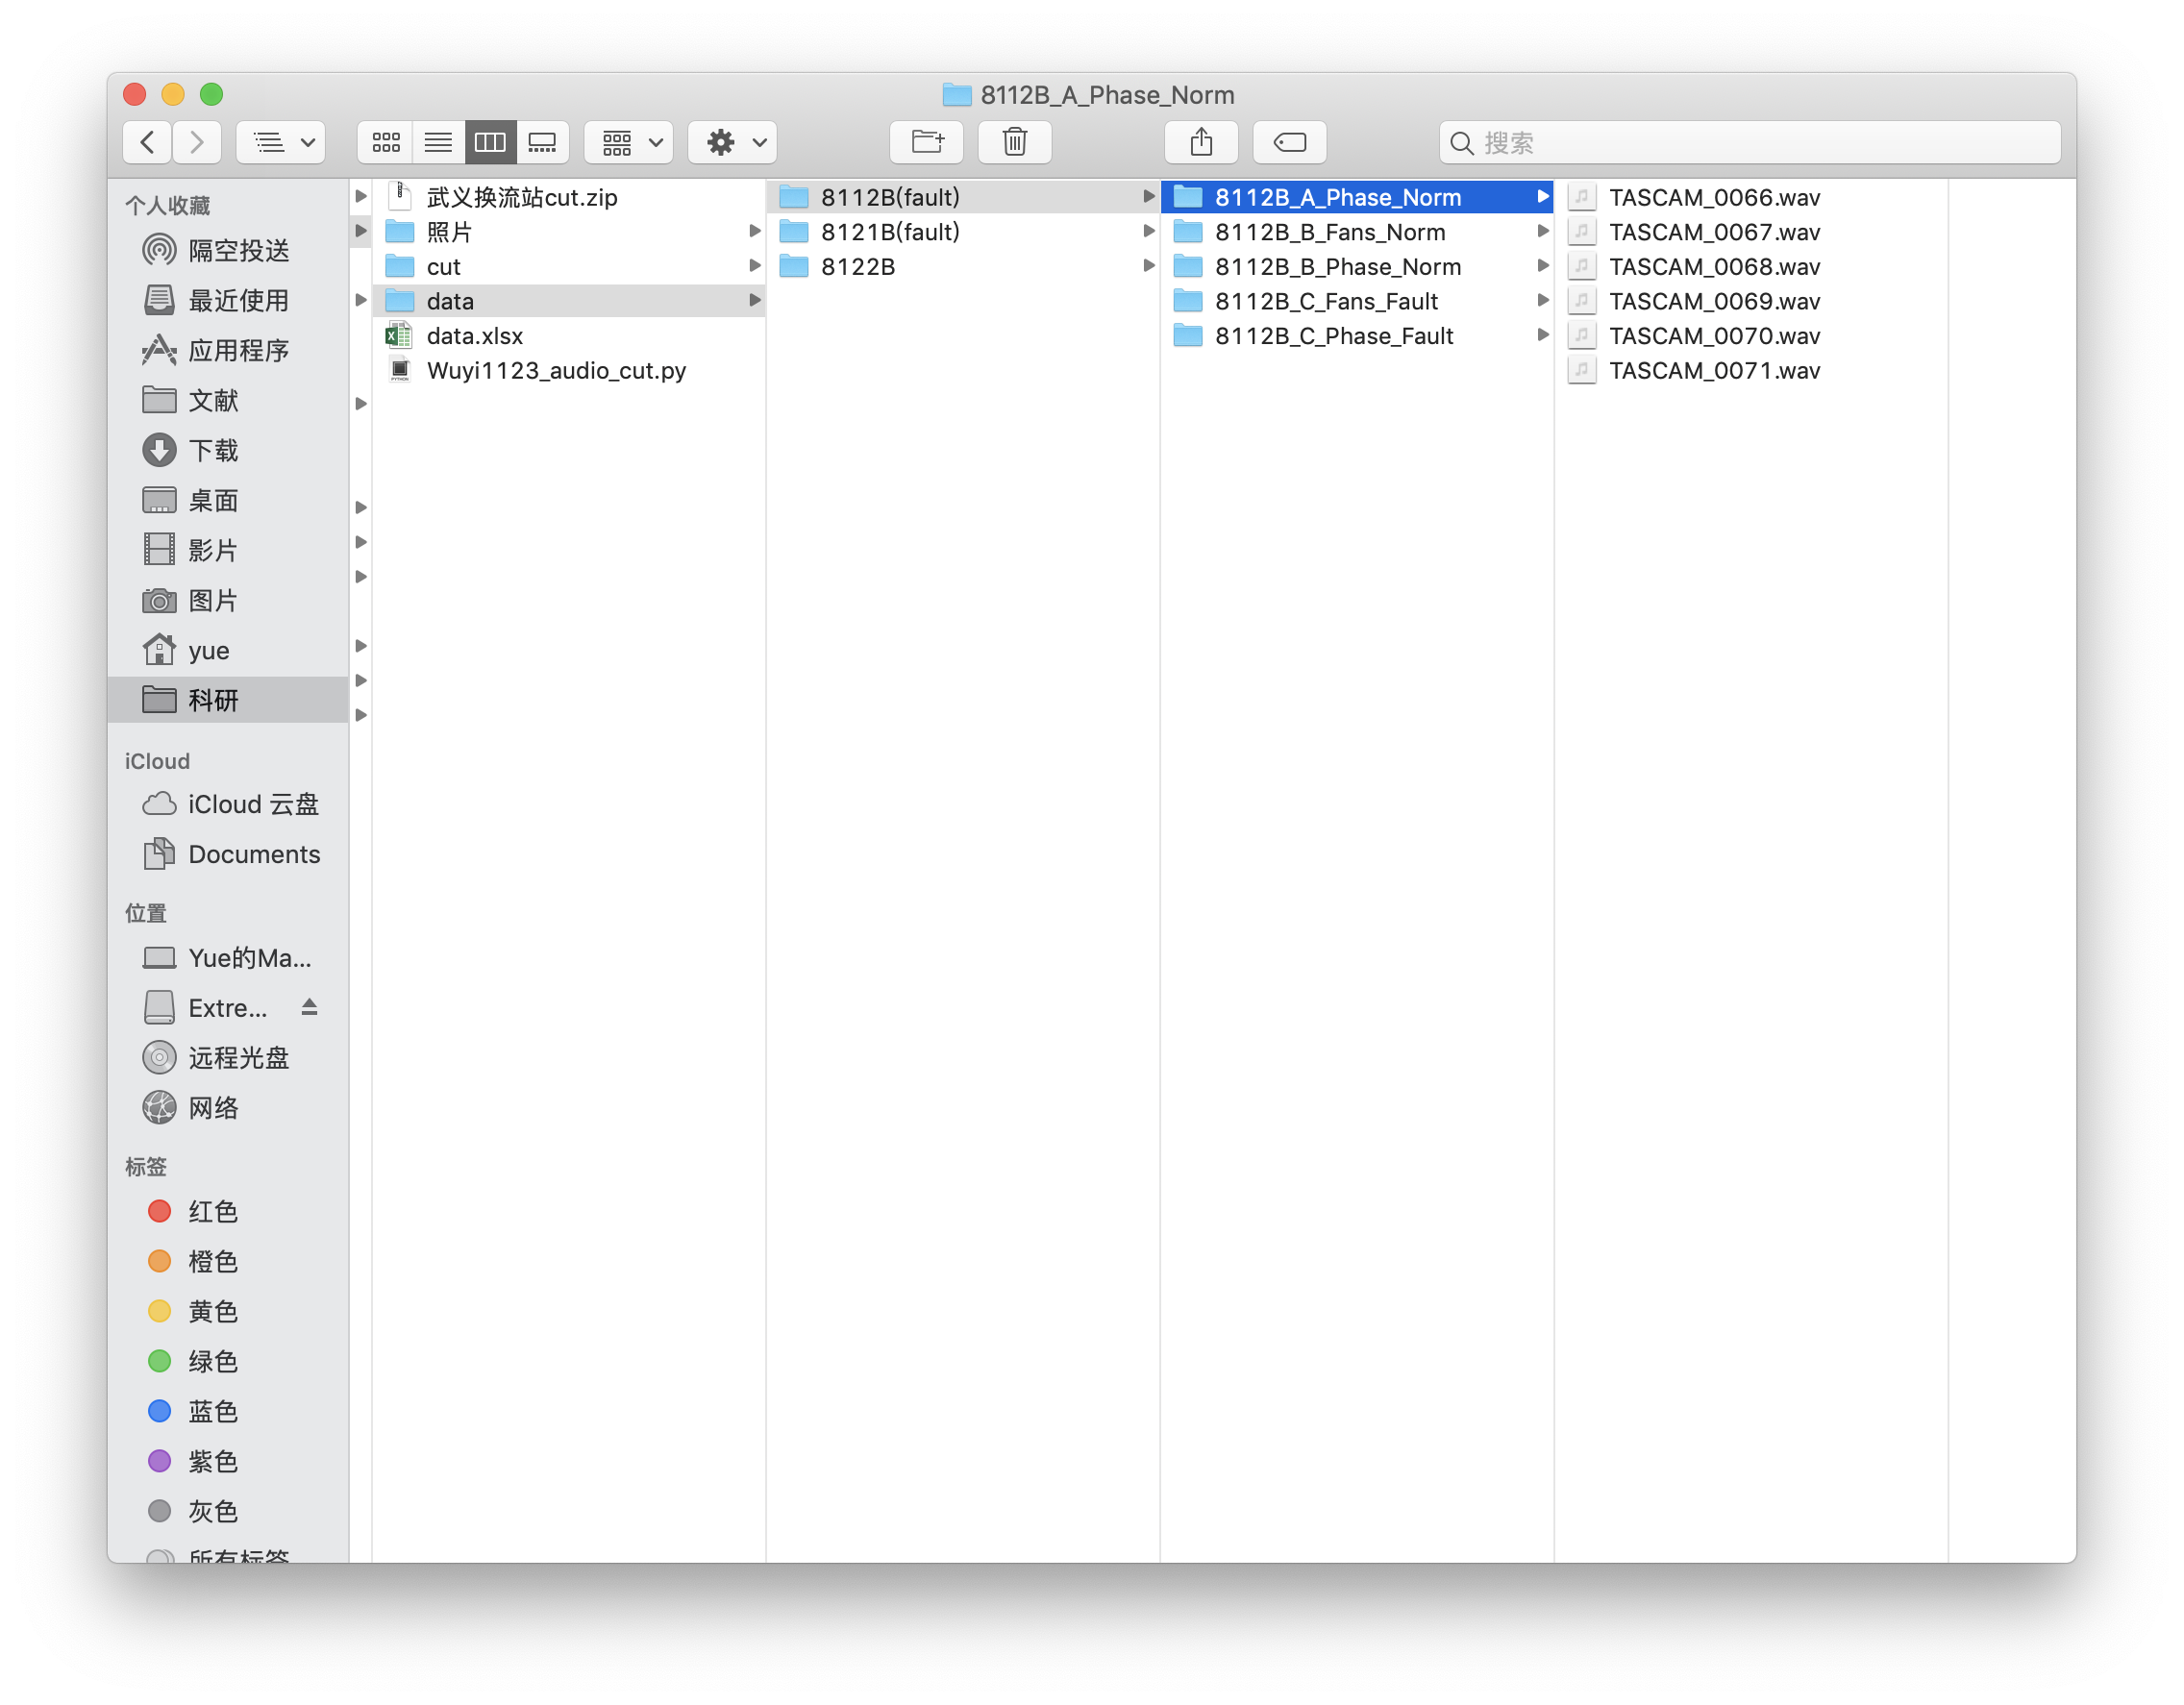 8112B_A_Phase_Norm
搜索
个人收藏
隔空投送
最近使用
应用程序
文献
下载
桌面
影片
图片
yue
科研
iCloud
iCloud 云盘
Documents
位置
Yue的Ma...
Extre...
远程光盘
网络
标签
红色
橙色
黄色
绿色
蓝色
紫色
灰色
所有标签
武义换流站cut.zip
照片
cut
data
data.xlsx
Wuyi1123_audio_cut.py
8112B(fault)
8121B(fault)
8122B
8112B_A_Phase_Norm
8112B_B_Fans_Norm
8112B_B_Phase_Norm
8112B_C_Fans_Fault
8112B_C_Phase_Fault
TASCAM_0066.wav
TASCAM_0067.wav
TASCAM_0068.wav
TASCAM_0069.wav
TASCAM_0070.wav
TASCAM_0071.wav